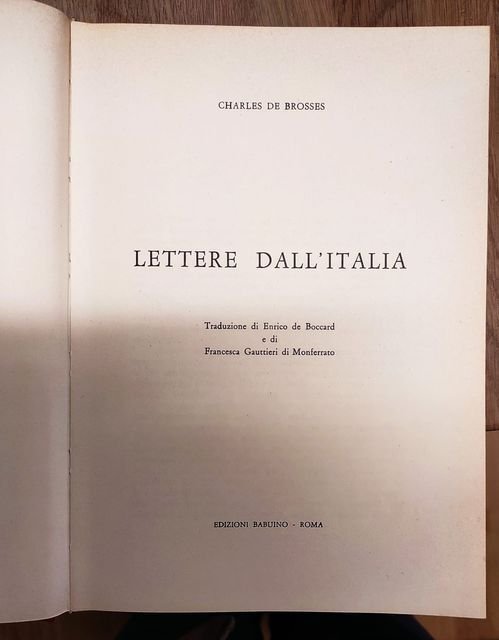 CHARLES DE BROSSES
LETTERE DALL'ITALIA
Traduzione di Enrico de Boccard
e di
Francesca Gauttieri di Monferrato
EDIZIONI BABUINO - ROMA